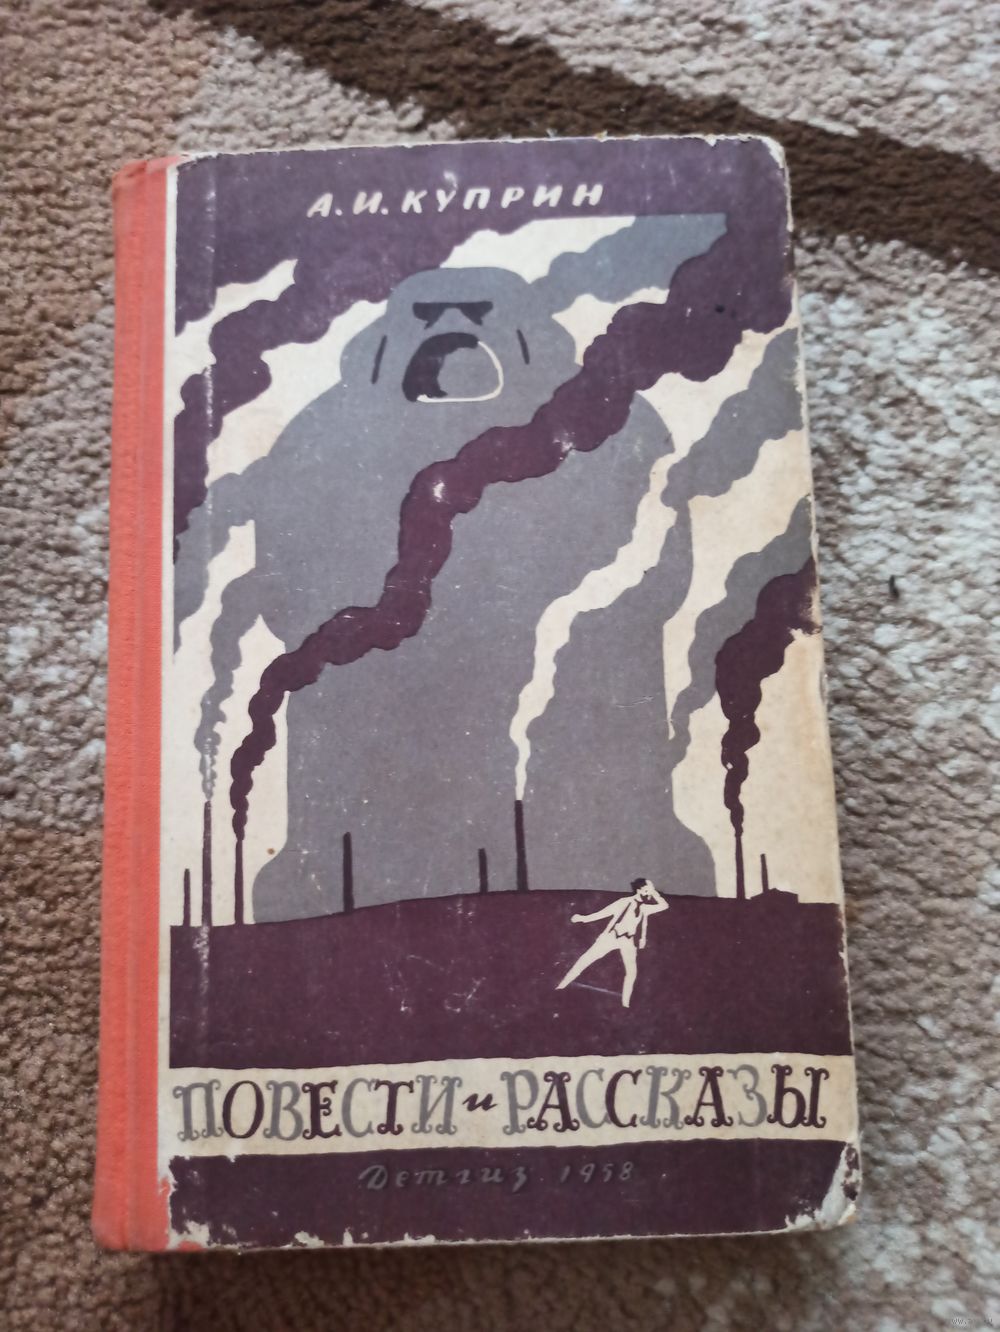 А. И. КУПРИН
ПОВЕСТИ и РАССКАЗЫ
Детгиз 1958